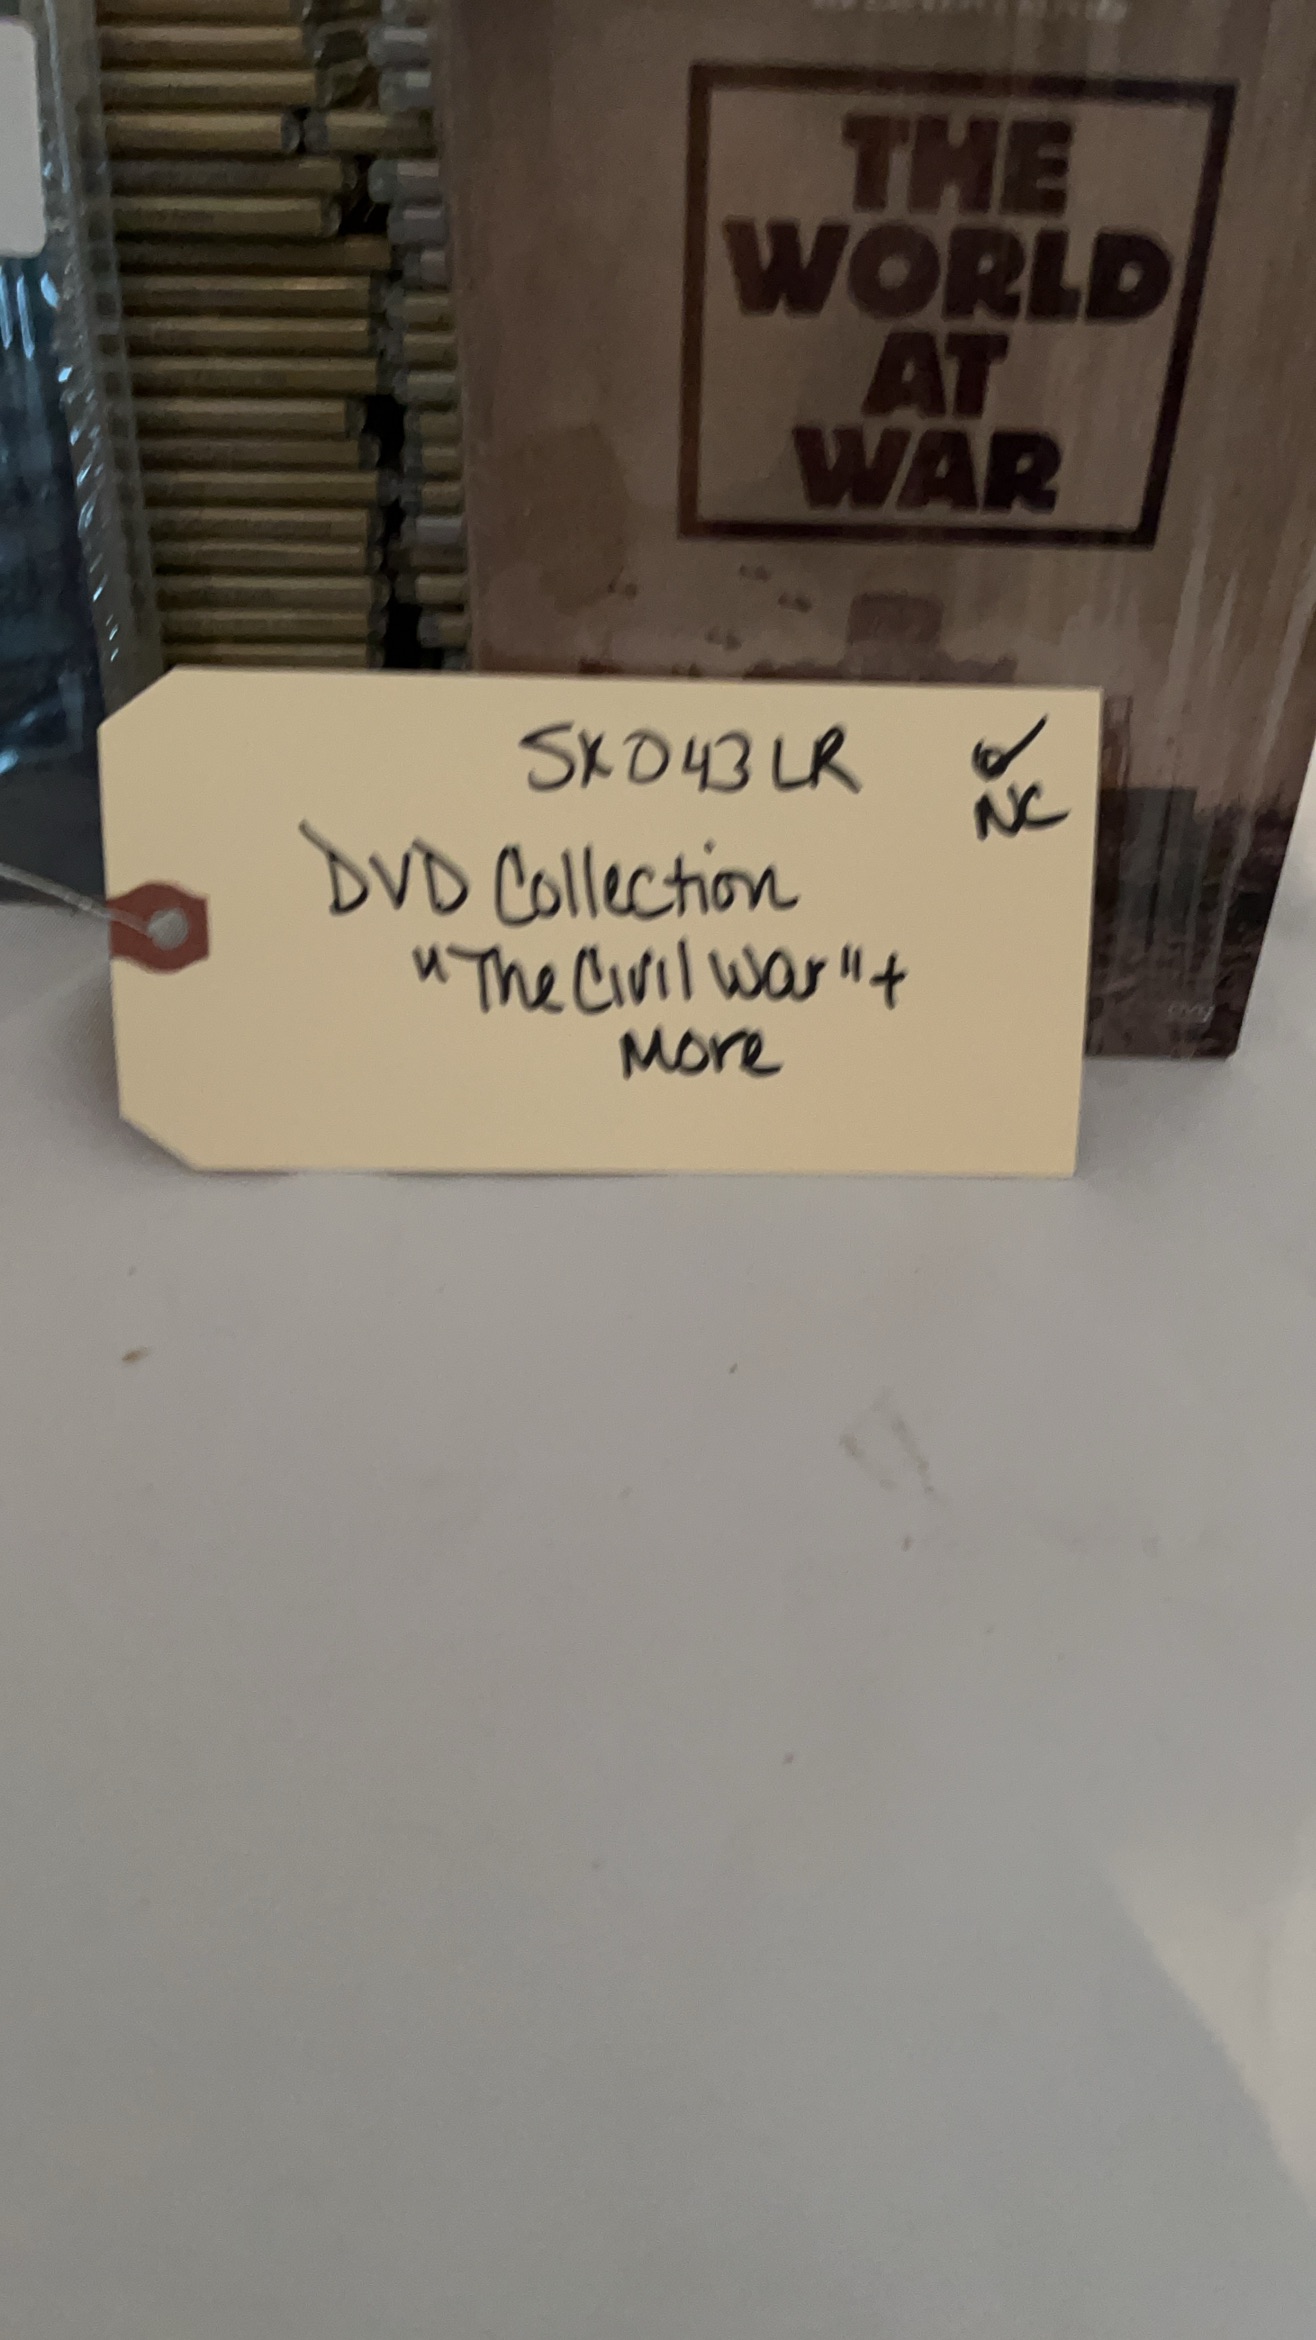 THE
WORLD
AT
WAR
SX043LR
NC
DVD Collection
"The Civil War" +
More